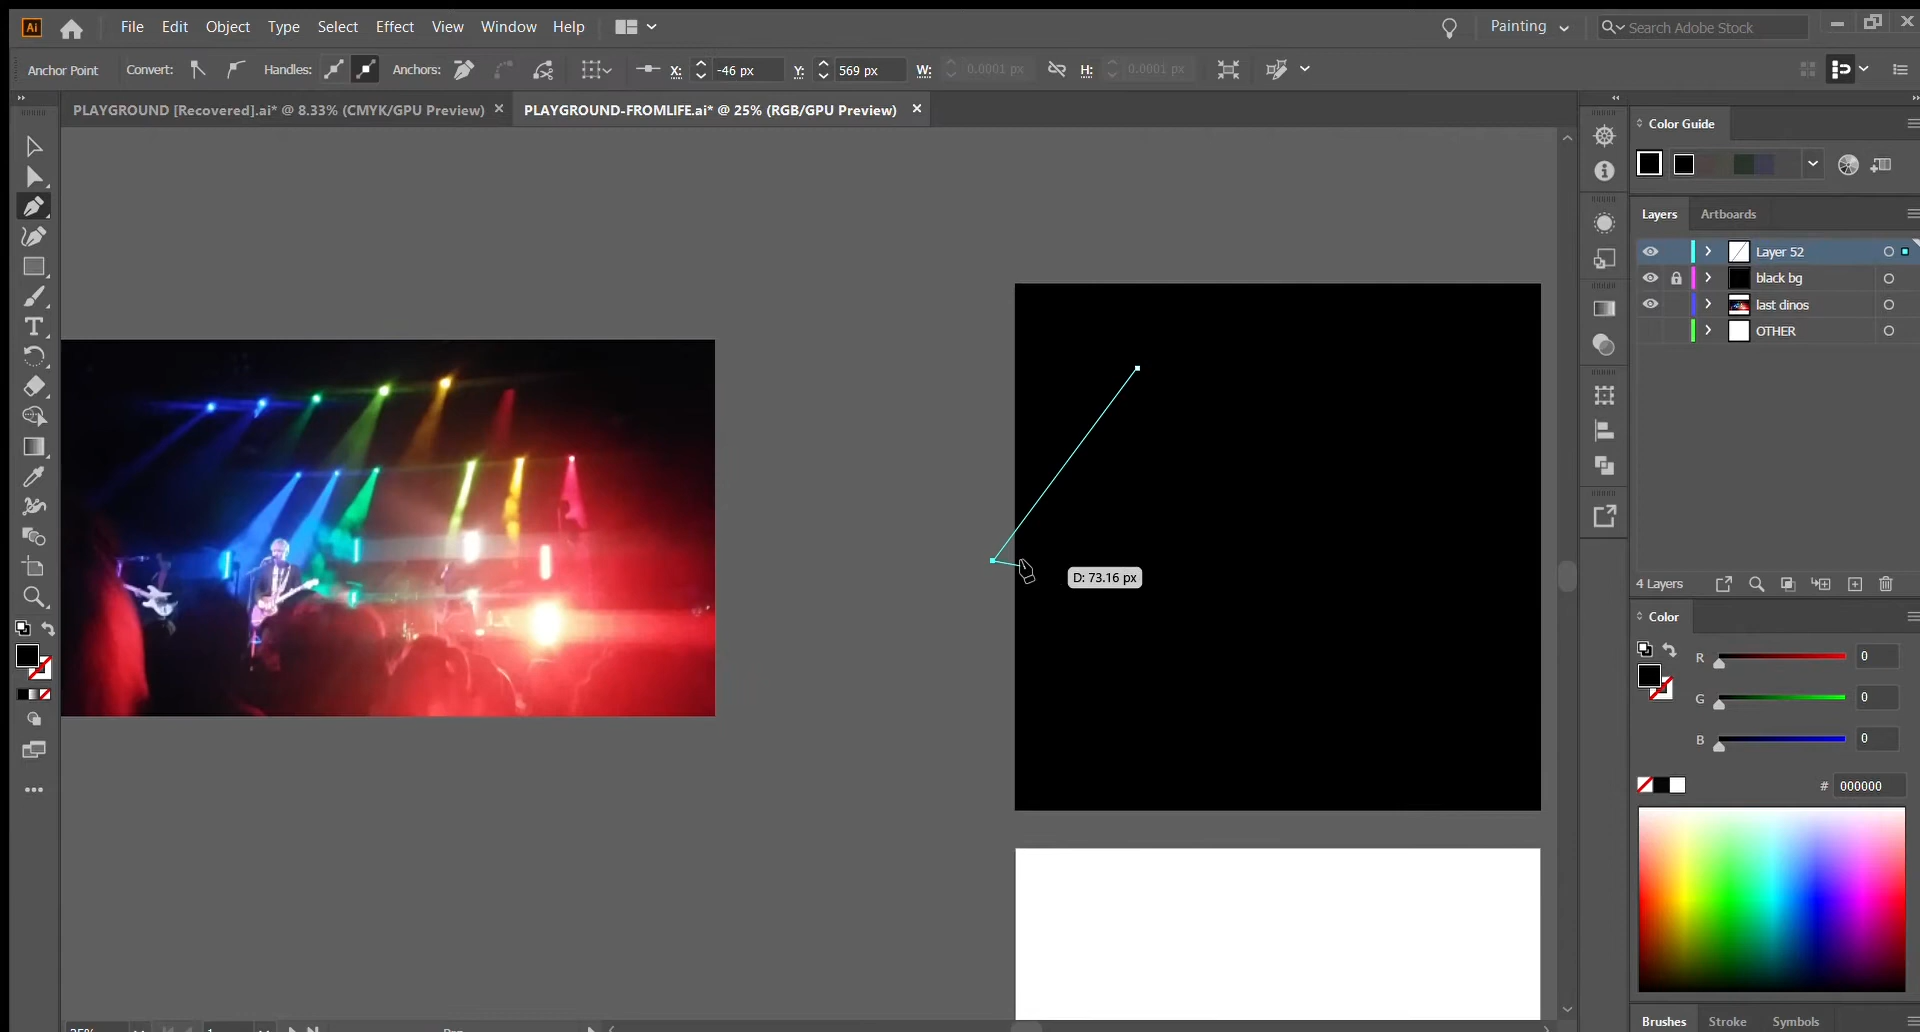 Ai File Edit Object Type Select Effect View Window Help Painting Search Adobe Stock
Anchor Point Convert: Handles: Anchors: X: -46 px Y: 569 px W: 0.0001 px H: 0.0001 px
PLAYGROUND [Recovered].ai* @ 8.33% (CMYK/GPU Preview) PLAYGROUND-FROMLIFE.ai* @ 25% (RGB/GPU Preview)
Color Guide
Layers Artboards
Layer 52
black bg
last dinos
OTHER
D: 73.16 px
4 Layers
Color
R 0
G 0
B 0
# 000000
Brushes Stroke Symbols
25% 1 Pen